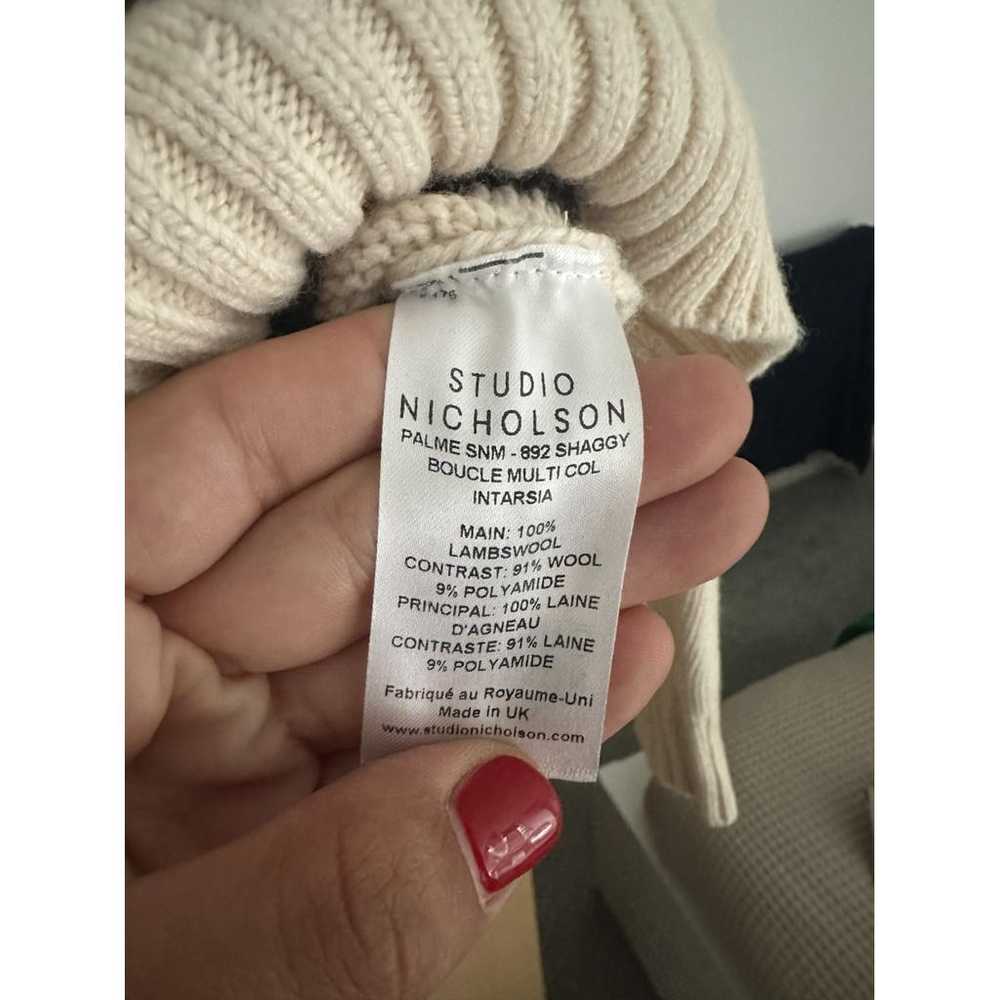 STUDIO
NICHOLSON
PALME SNM - 892 SHAGGY
BOUCLE MULTI COL
INTARSIA
MAIN: 100%
LAMBSWOOL
CONTRAST: 91% WOOL
9% POLYAMIDE
PRINCIPAL: 100% LAINE
D'AGNEAU
CONTRASTE: 91% LAINE
9% POLYAMIDE
Fabriqué au Royaume-Uni
Made in UK
www.studionicholson.com